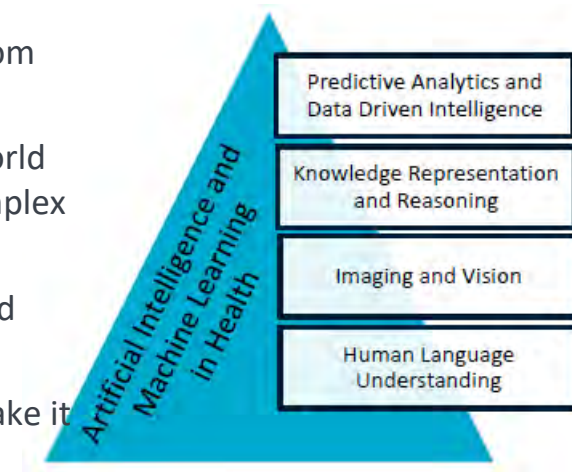 om
orld
nplex
d
ake it
Artificial Intelligence and
Machine Learning
in Health
Predictive Analytics and
Data Driven Intelligence
Knowledge Representation
and Reasoning
Imaging and Vision
Human Language
Understanding